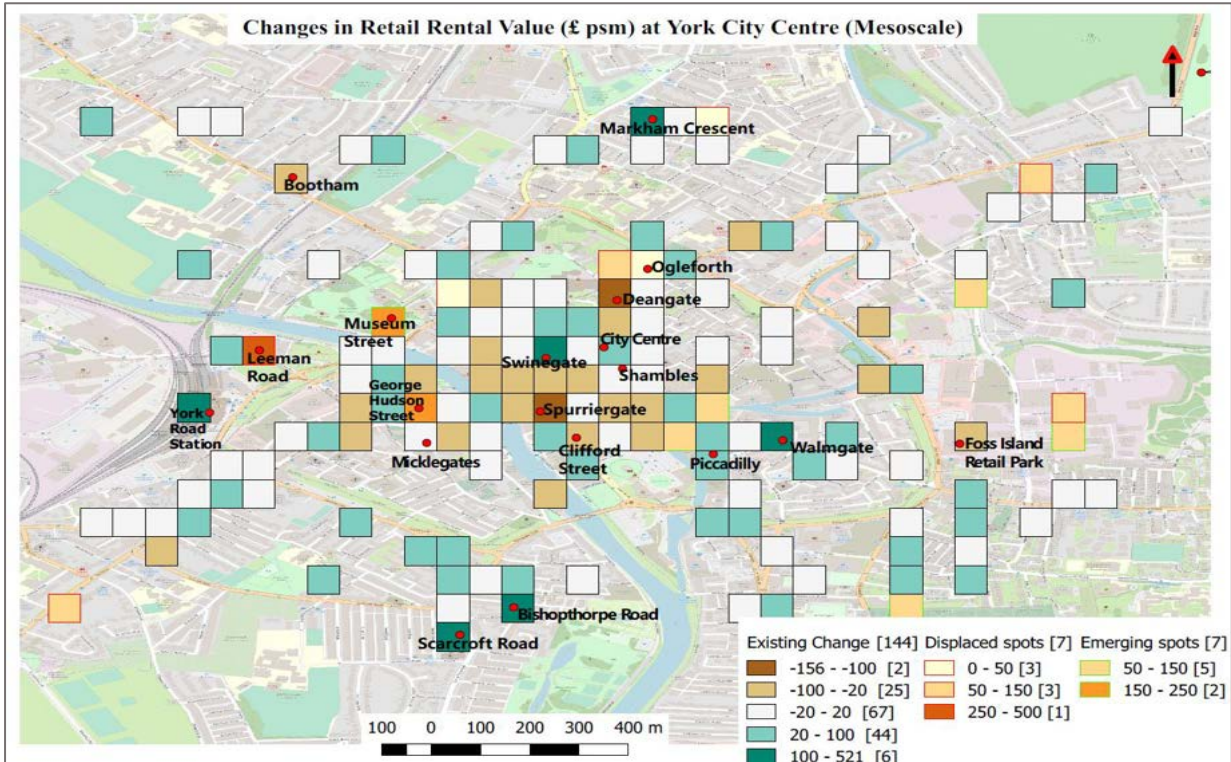 Changes in Retail Rental Value (£ psm) at York City Centre (Mesoscale)
Markham Crescent
Bootham
Ogleforth
Deangate
Museum
Street
City Centre
Swinegate
Leeman
Road
Shambles
George
Hudson
Street
York
Road
Station
Spurriergate
Micklegates
Clifford
Street
Piccadilly
Walmgate
Foss Island
Retail Park
Bishopthorpe Road
Scarcroft Road
Existing Change [144]
-156 - -100 [2]
-100 - -20 [25]
-20 - 20 [67]
20 - 100 [44]
100 - 521 [6]
Displaced spots [7]
0 - 50 [3]
50 - 150 [3]
250 - 500 [1]
Emerging spots [7]
50 - 150 [5]
150 - 250 [2]
100 0 100 200 300 400 m